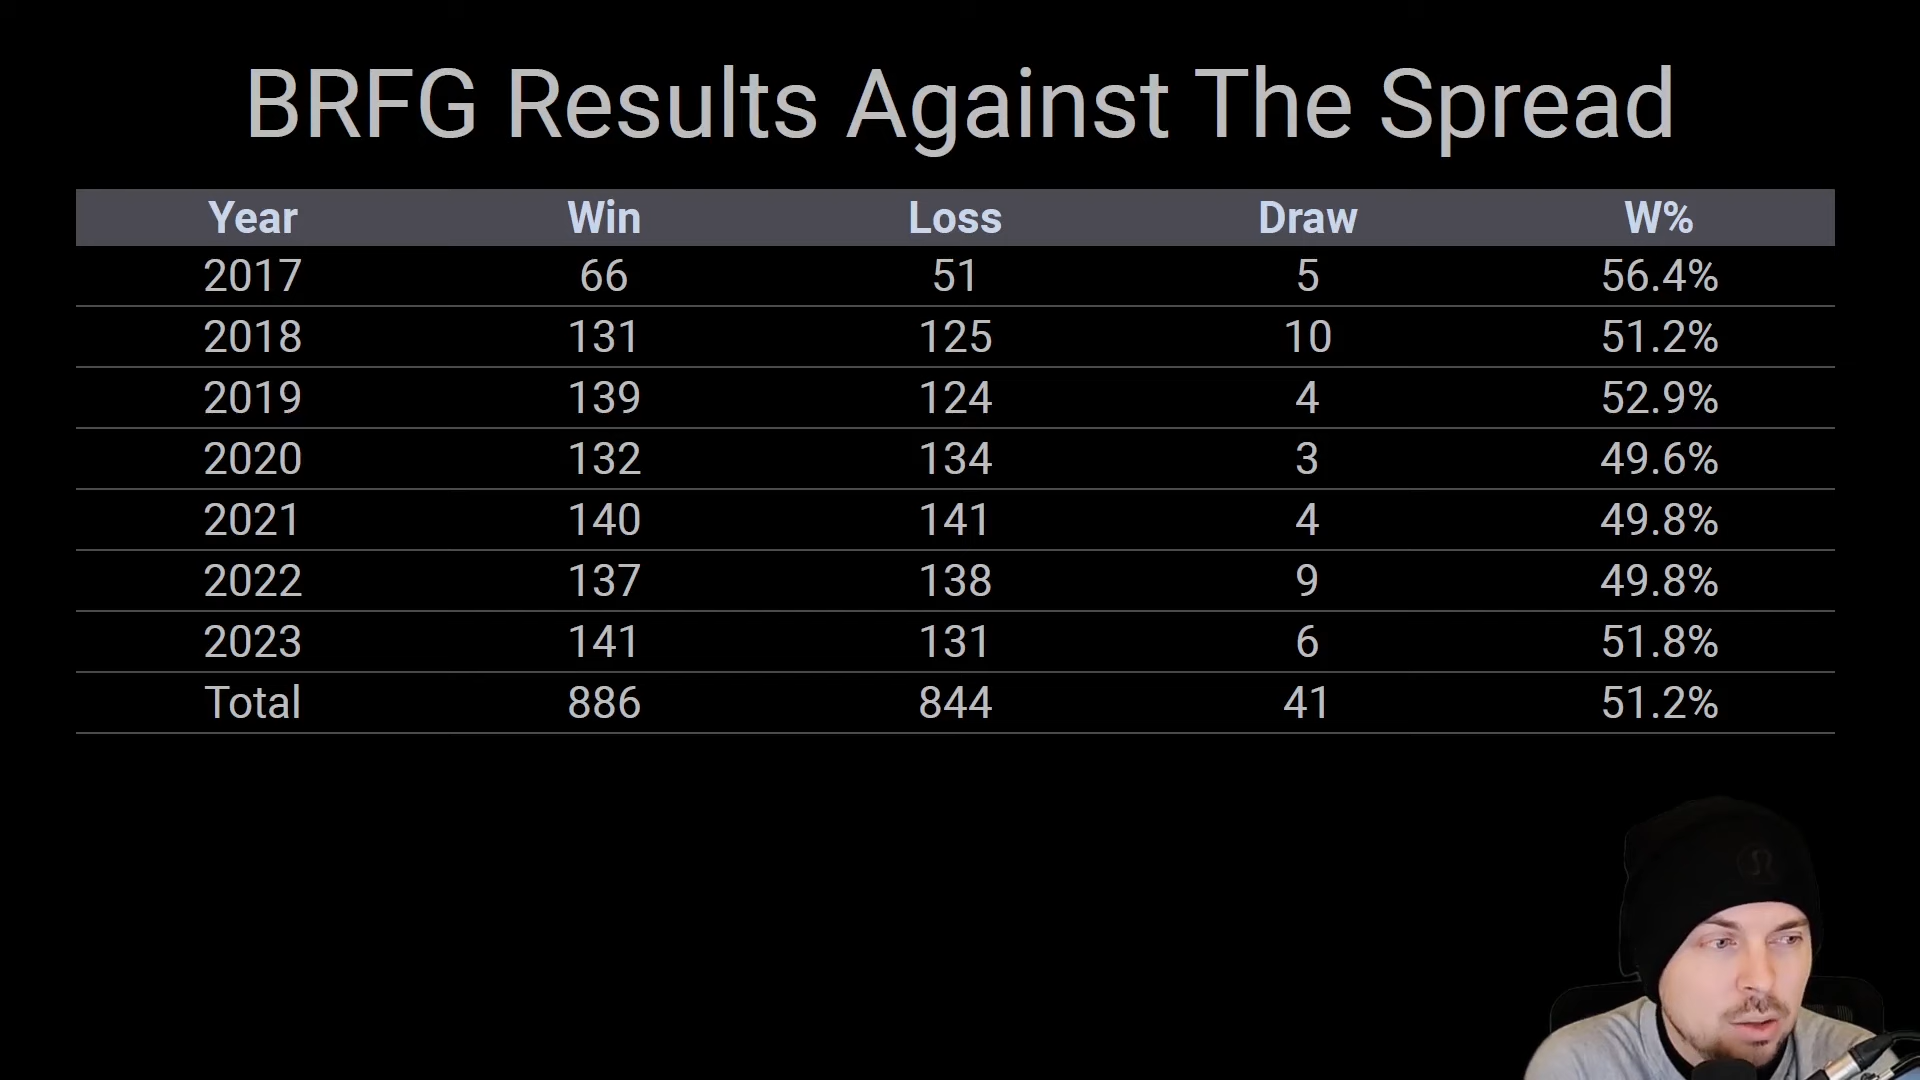 BRFG Results Against The Spread
Year Win Loss Draw W%
2017 66 51 5 56.4%
2018 131 125 10 51.2%
2019 139 124 4 52.9%
2020 132 134 3 49.6%
2021 140 141 4 49.8%
2022 137 138 9 49.8%
2023 141 131 6 51.8%
Total 886 844 41 51.2%